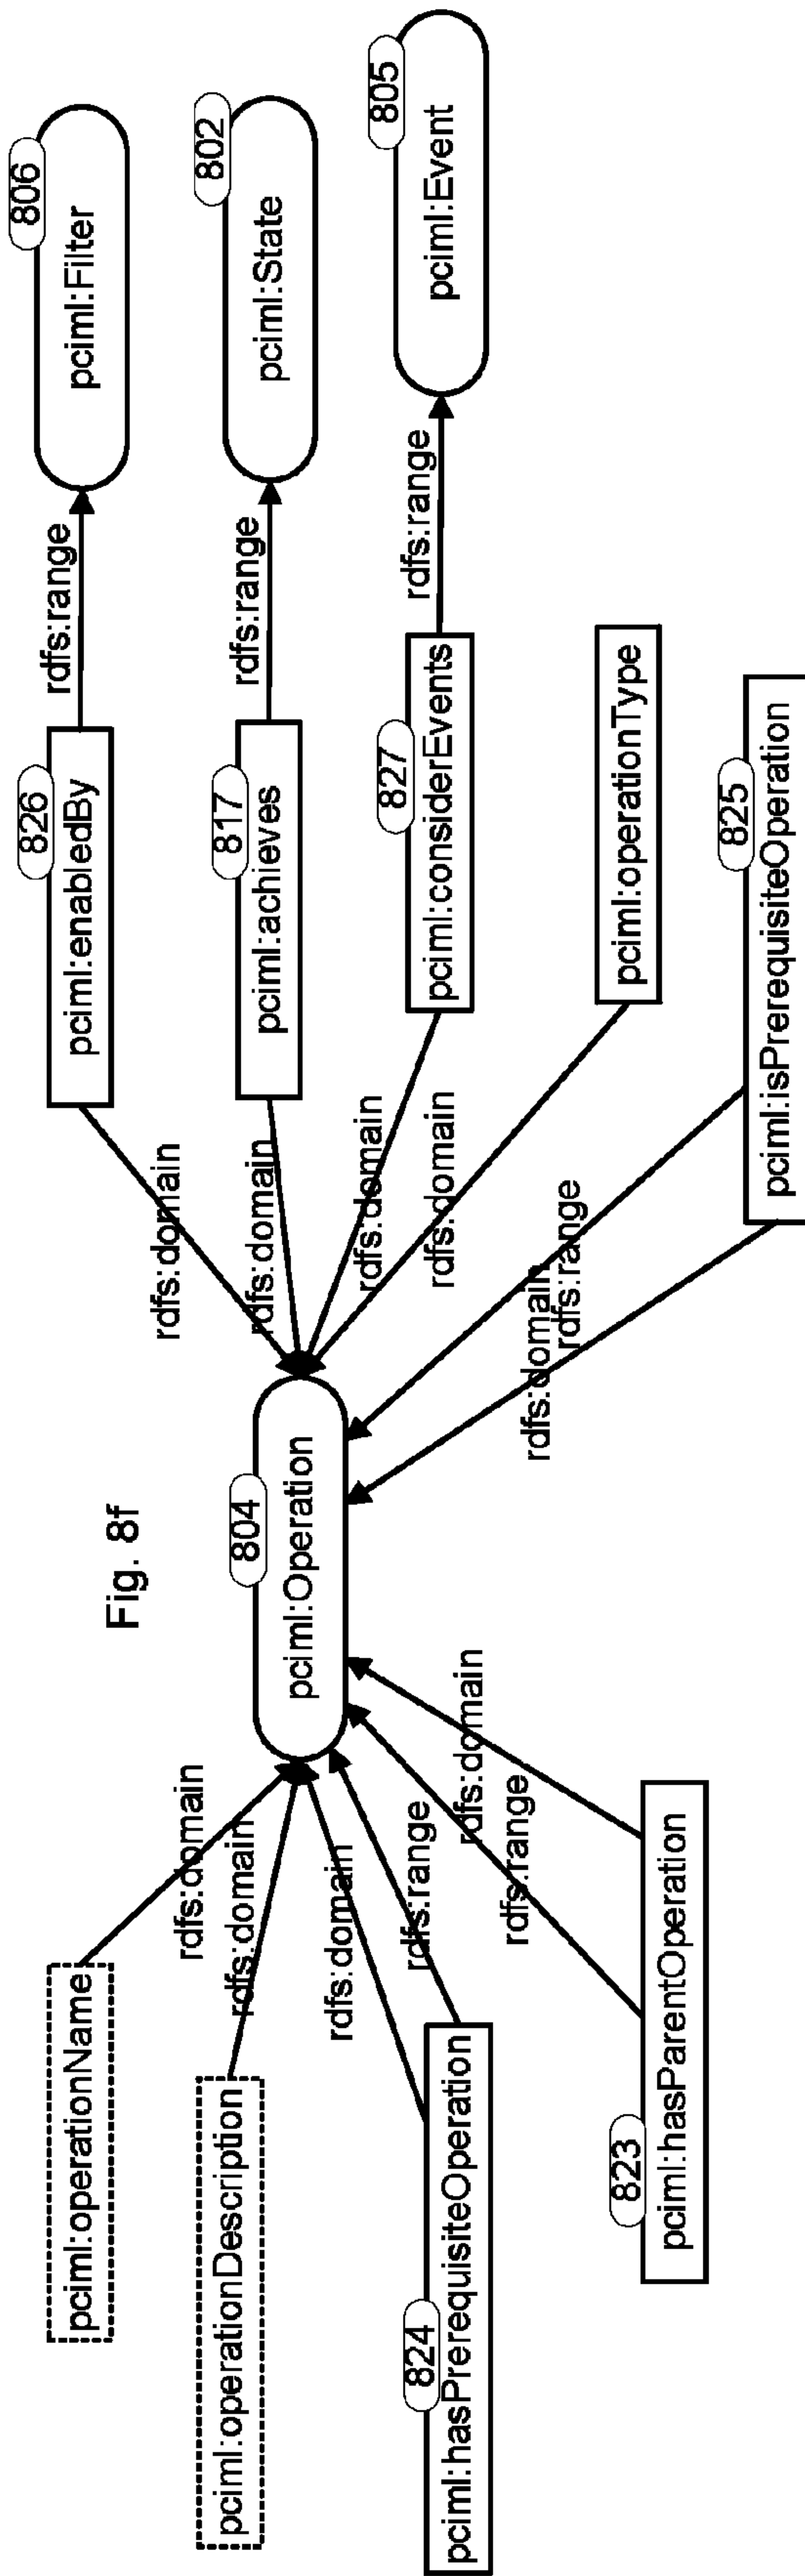 Fig. 8f
pciml:operationName
rdfs:domain
pciml:operationDescription
rdfs:domain
824
pciml:hasPrerequisiteOperation
rdfs:domain
rdfs:range
823
pciml:hasParentOperation
rdfs:range
rdfs:domain
804
pciml:Operation
rdfs:domain
826
pciml:enabledBy
rdfs:range
806
pciml:Filter
rdfs:domain
817
pciml:achieves
rdfs:range
802
pciml:State
rdfs:domain
827
pciml:considerEvents
rdfs:range
805
pciml:Event
rdfs:domain
pciml:operationType
rdfs:domain
rdfs:range
825
pciml:isPrerequisiteOperation